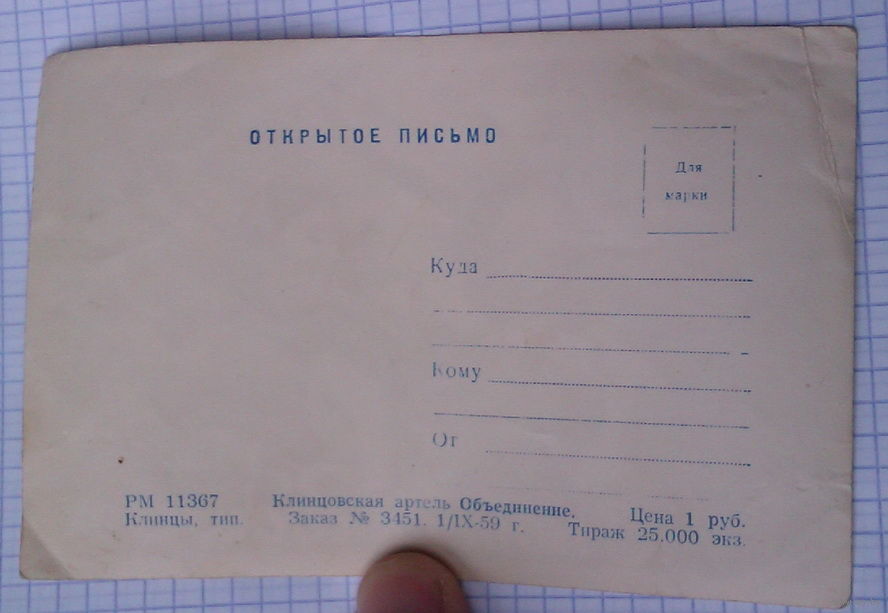 ОТКРЫТОЕ ПИСЬМО
Для
марки
Куда
Кому
От
РМ 11367 Клинцовская артель Объединение. Цена 1 руб.
Клинцы, тип. Заказ № 3451. 1/IX-59 г. Тираж 25.000 экз.